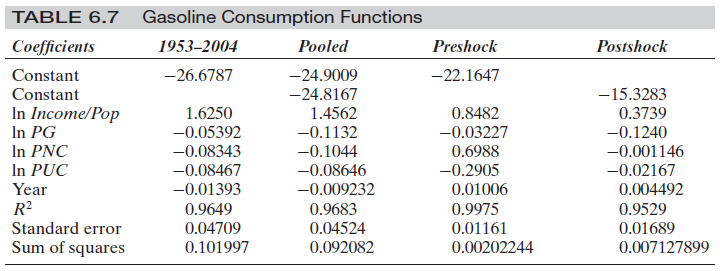 TABLE 6.7 Gasoline Consumption Functions
Coefficients 1953–2004 Pooled Preshock Postshock
Constant −26.6787 −24.9009 −22.1647
Constant −24.8167 −15.3283
ln Income/Pop 1.6250 1.4562 0.8482 0.3739
ln PG −0.05392 −0.1132 −0.03227 −0.1240
ln PNC −0.08343 −0.1044 0.6988 −0.001146
ln PUC −0.08467 −0.08646 −0.2905 −0.02167
Year −0.01393 −0.009232 0.01006 0.004492
R² 0.9649 0.9683 0.9975 0.9529
Standard error 0.04709 0.04524 0.01161 0.01689
Sum of squares 0.101997 0.092082 0.00202244 0.007127899